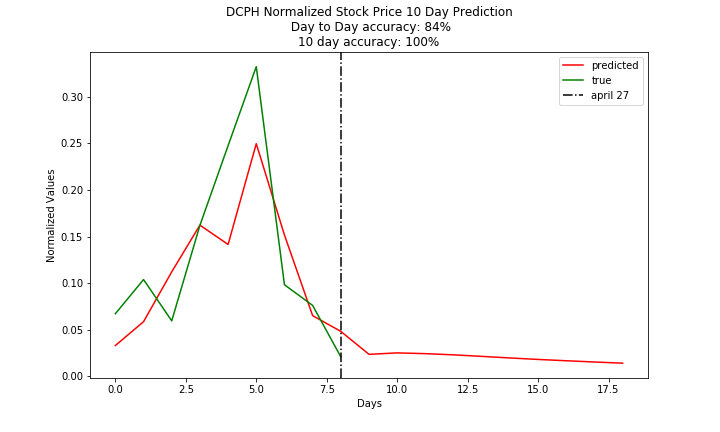 DCPH Normalized Stock Price 10 Day Prediction
Day to Day accuracy: 84%
10 day accuracy: 100%
predicted
true
april 27
Normalized Values
0.30
0.25
0.20
0.15
0.10
0.05
0.00
0.0 2.5 5.0 7.5 10.0 12.5 15.0 17.5
Days